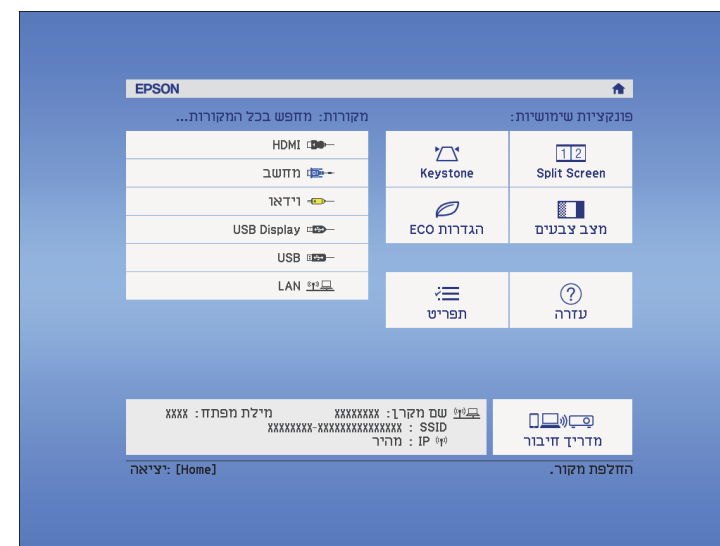 EPSON
פונקציות שימושיות:
מקורות: מחפש בכל המקורות...
Keystone
Split Screen
הגדרות ECO
מצב צבעים
תפריט
עזרה
HDMI
מחשב
וידאו
USB Display
USB
LAN
שם מקרן: xxxxxxxx מילת מפתח: xxxx
SSID : xxxxxxxx-xxxxxxxxxxxxxx
IP : מהיר
מדריך חיבור
החלפת מקור.
[Home] :יציאה